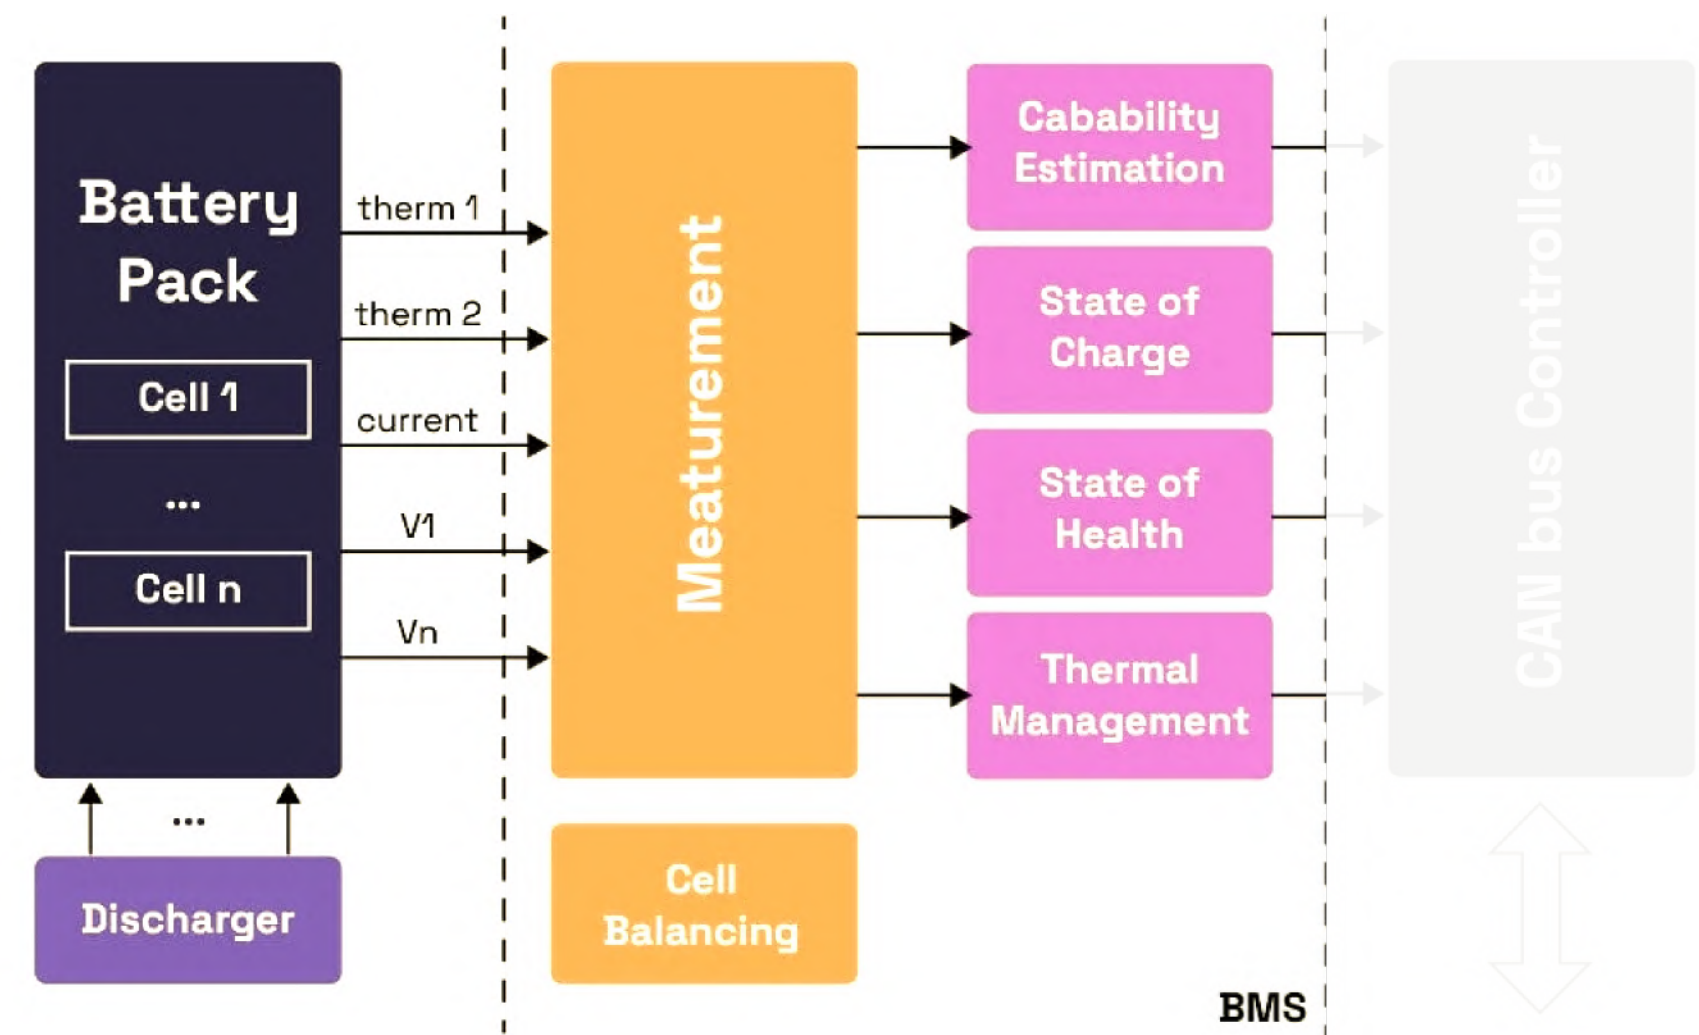 Battery
Pack
Cell 1
...
Cell n
...
Discharger
therm 1
therm 2
current
V1
Vn
Meaturement
Cell
Balancing
Cabability
Estimation
State of
Charge
State of
Health
Thermal
Management
BMS
CAN bus Controller